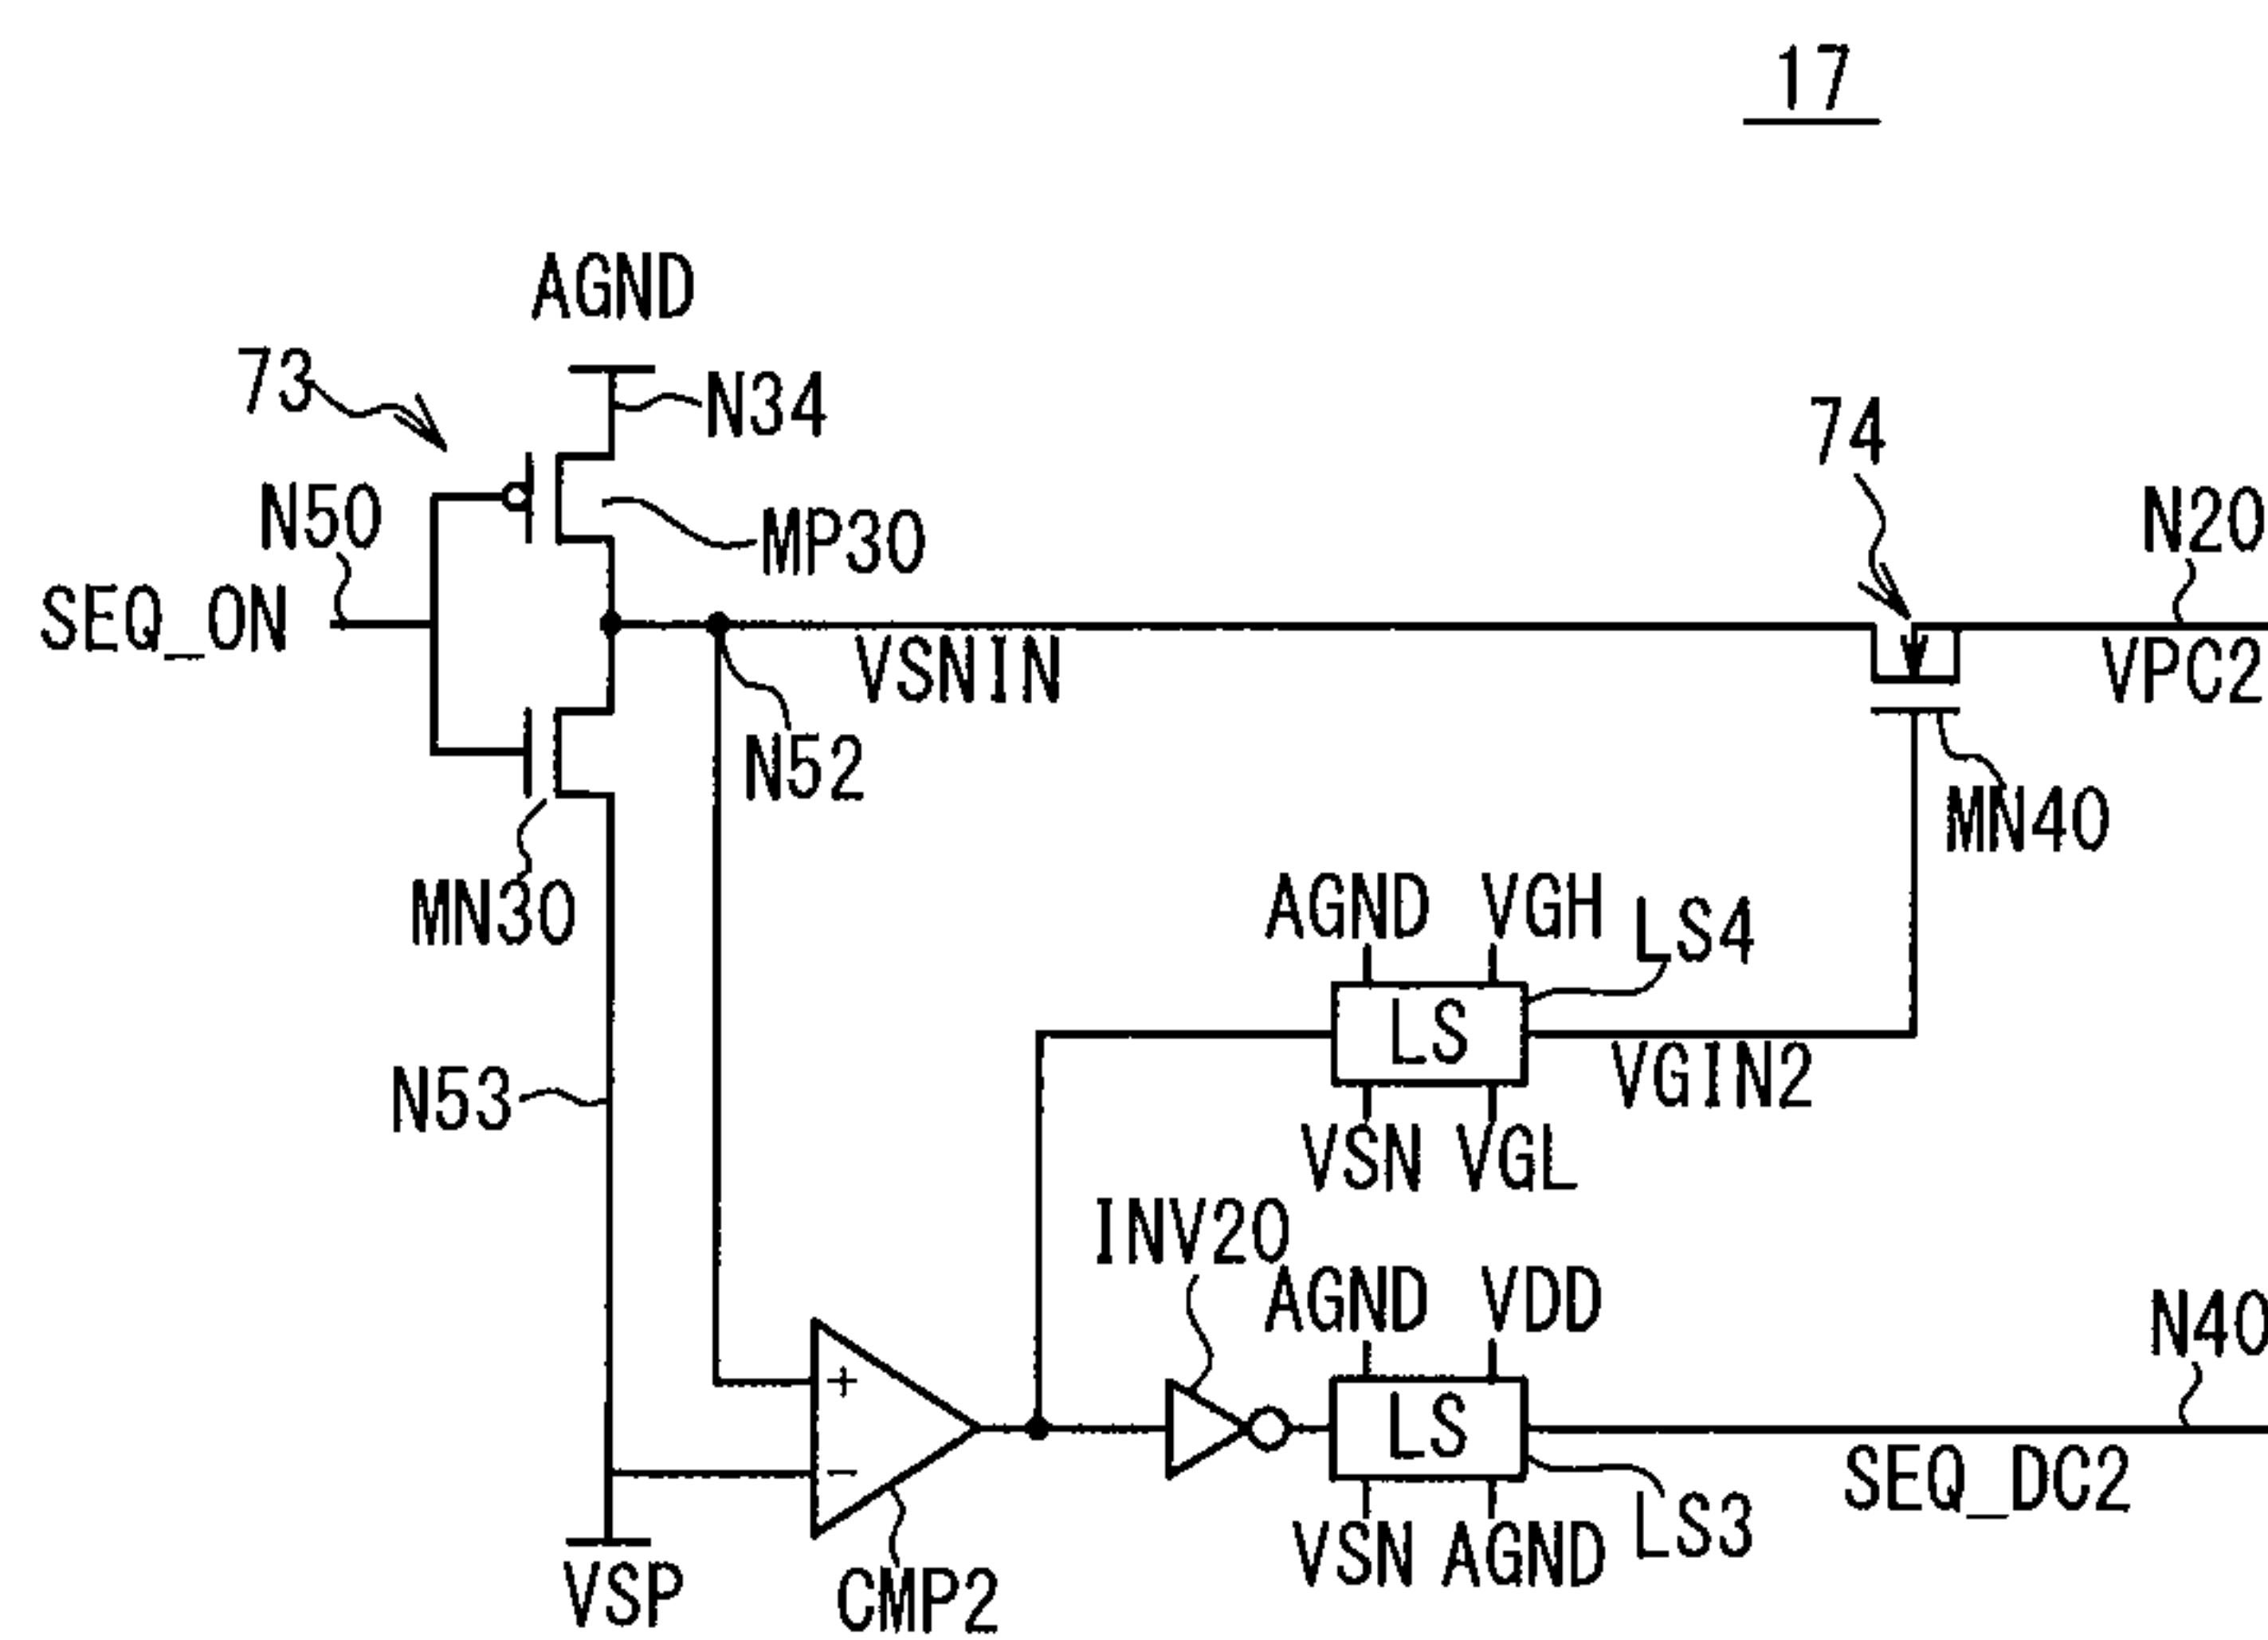 17
AGND
73
N34
74
N50
MP30
N20
SEQ_ON
VSNIN
VPC2
N52
MN40
MN30
AGND VGH
LS4
LS
N53
VGIN2
VSN VGL
INV20
AGND VDD
N40
+
LS
-
SEQ_DC2
LS3
VSN AGND
VSP
CMP2